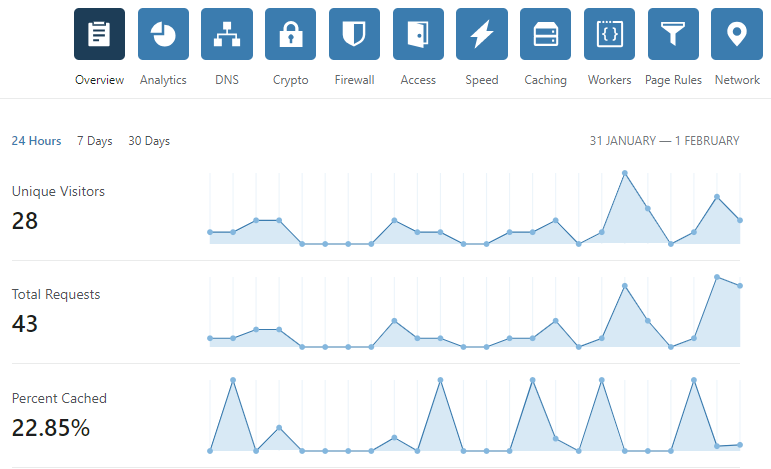 Overview Analytics DNS Crypto Firewall Access Speed Caching Workers Page Rules Network
24 Hours 7 Days 30 Days 31 JANUARY — 1 FEBRUARY
Unique Visitors
28
Total Requests
43
Percent Cached
22.85%